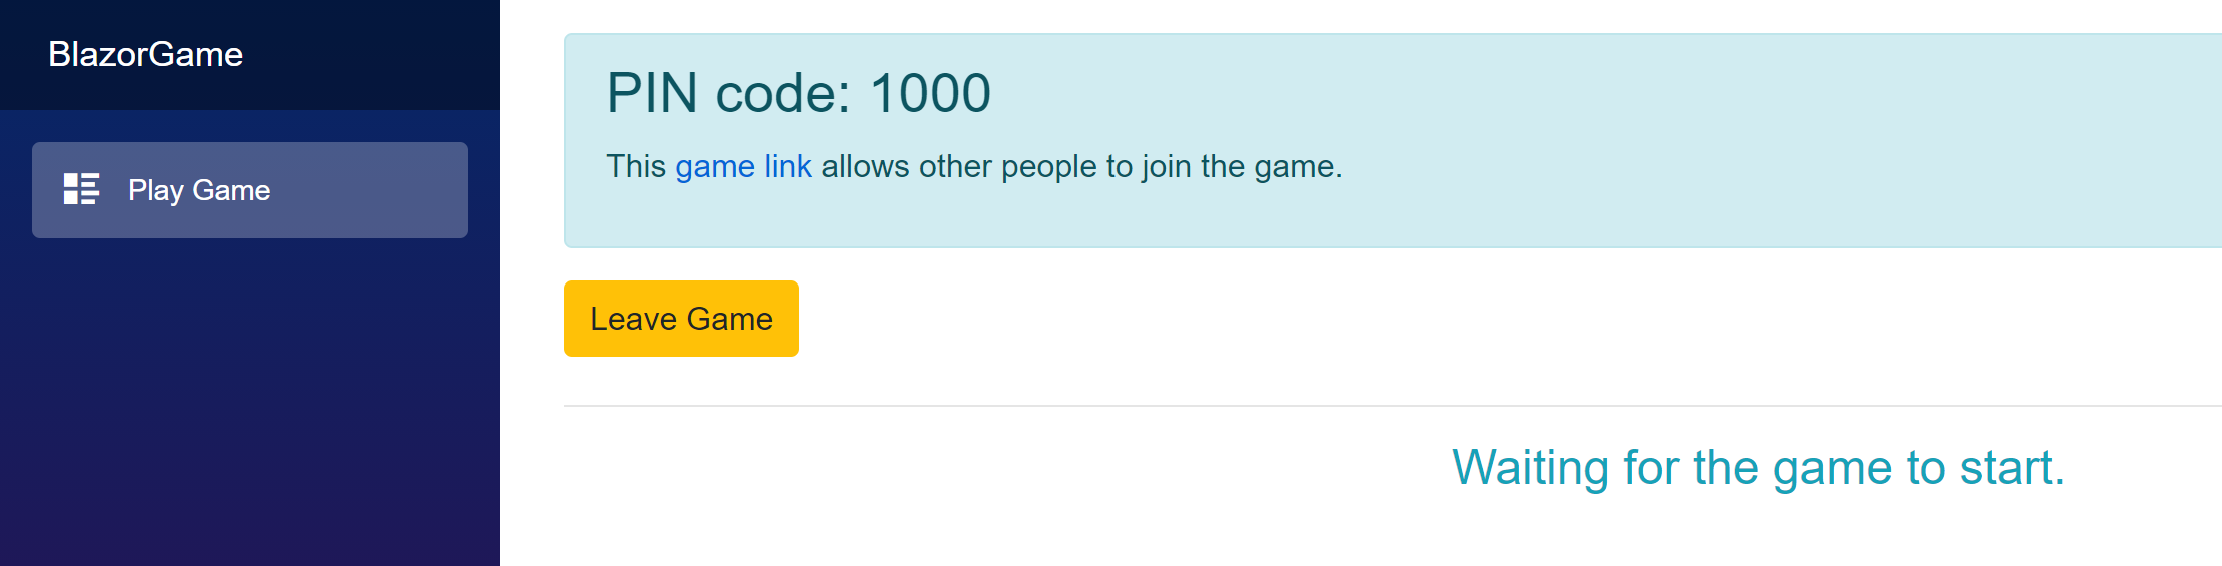 BlazorGame
Play Game
PIN code: 1000
This game link allows other people to join the game.
Leave Game
Waiting for the game to start.